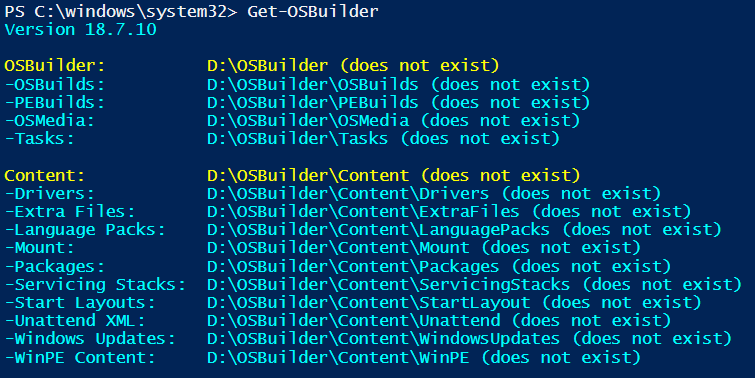 PS C:\windows\system32> Get-OSBuilder
Version 18.7.10
OSBuilder: D:\OSBuilder (does not exist)
-OSBuilds: D:\OSBuilder\OSBuilds (does not exist)
-PEBuilds: D:\OSBuilder\PEBuilds (does not exist)
-OSMedia: D:\OSBuilder\OSMedia (does not exist)
-Tasks: D:\OSBuilder\Tasks (does not exist)
Content: D:\OSBuilder\Content (does not exist)
-Drivers: D:\OSBuilder\Content\Drivers (does not exist)
-Extra Files: D:\OSBuilder\Content\ExtraFiles (does not exist)
-Language Packs: D:\OSBuilder\Content\LanguagePacks (does not exist)
-Mount: D:\OSBuilder\Content\Mount (does not exist)
-Packages: D:\OSBuilder\Content\Packages (does not exist)
-Servicing Stacks: D:\OSBuilder\Content\ServicingStacks (does not exist)
-Start Layouts: D:\OSBuilder\Content\StartLayout (does not exist)
-Unattend XML: D:\OSBuilder\Content\Unattend (does not exist)
-Windows Updates: D:\OSBuilder\Content\WindowsUpdates (does not exist)
-WinPE Content: D:\OSBuilder\Content\WinPE (does not exist)